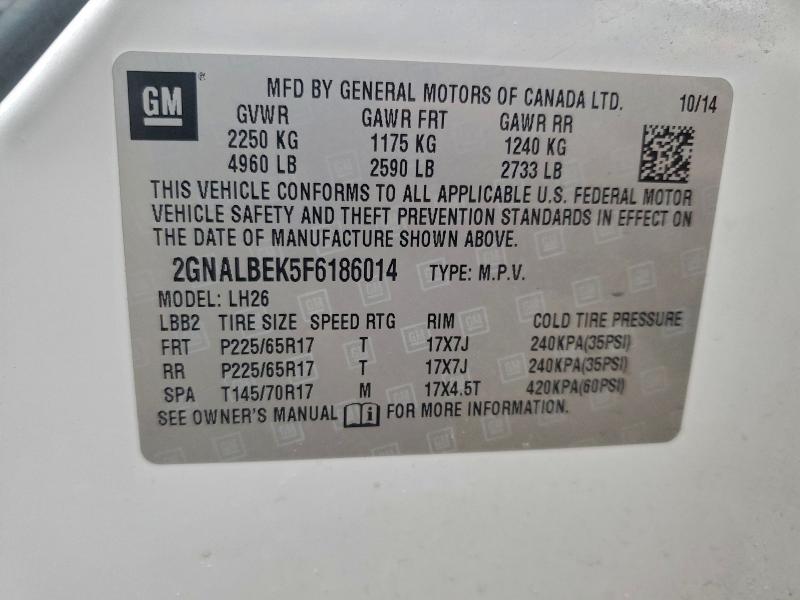 GM ® MFD BY GENERAL MOTORS OF CANADA LTD. 10/14
GVWR GAWR FRT GAWR RR
2250 KG 1175 KG 1240 KG
4960 LB 2590 LB 2733 LB
THIS VEHICLE CONFORMS TO ALL APPLICABLE U.S. FEDERAL MOTOR
VEHICLE SAFETY AND THEFT PREVENTION STANDARDS IN EFFECT ON
THE DATE OF MANUFACTURE SHOWN ABOVE.
2GNALBEK5F6186014 TYPE: M.P.V.
MODEL: LH26
LBB2 TIRE SIZE SPEED RTG RIM COLD TIRE PRESSURE
FRT P225/65R17 T 17X7J 240KPA(35PSI)
RR P225/65R17 T 17X7J 240KPA(35PSI)
SPA T145/70R17 M 17X4.5T 420KPA(60PSI)
SEE OWNER'S MANUAL i FOR MORE INFORMATION.